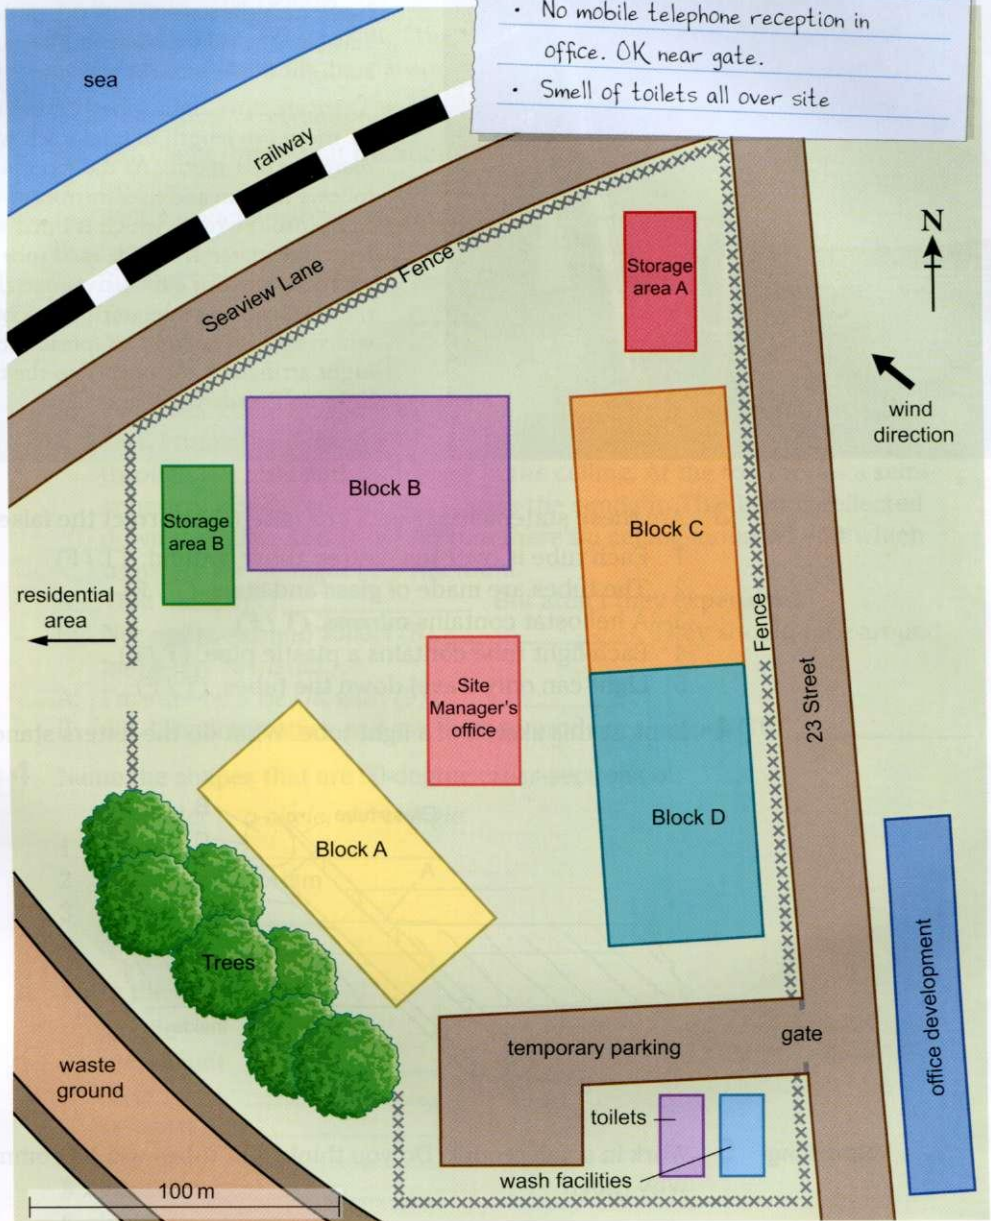 • No mobile telephone reception in
office. OK near gate.
• Smell of toilets all over site
sea
railway
Seaview Lane
Fence
Storage
area A
N
wind
direction
Block B
Block C
Storage
area B
residential
area
Fence
Site
Manager's
office
23 Street
Block A
Block D
Trees
office development
temporary parking
gate
waste
ground
toilets
wash facilities
100 m